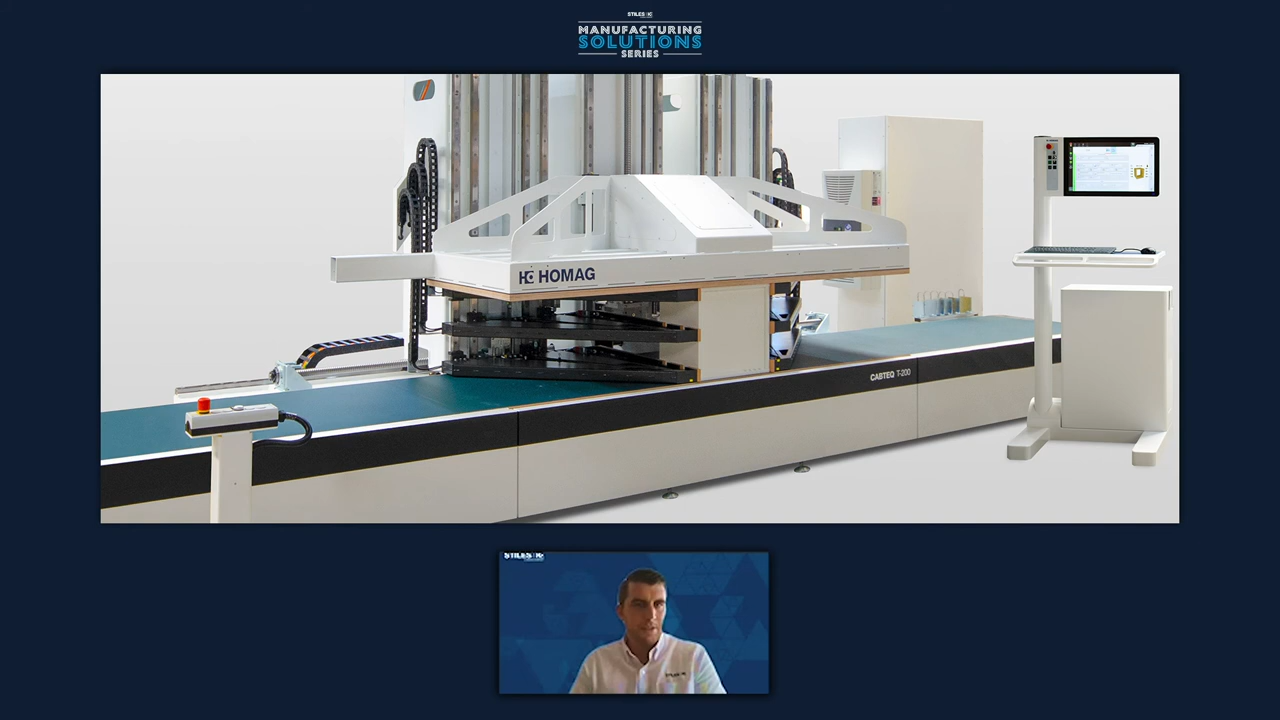 STILES
MANUFACTURING
SOLUTIONS
SERIES
HOMAG
CABTEQ T-200
STILES